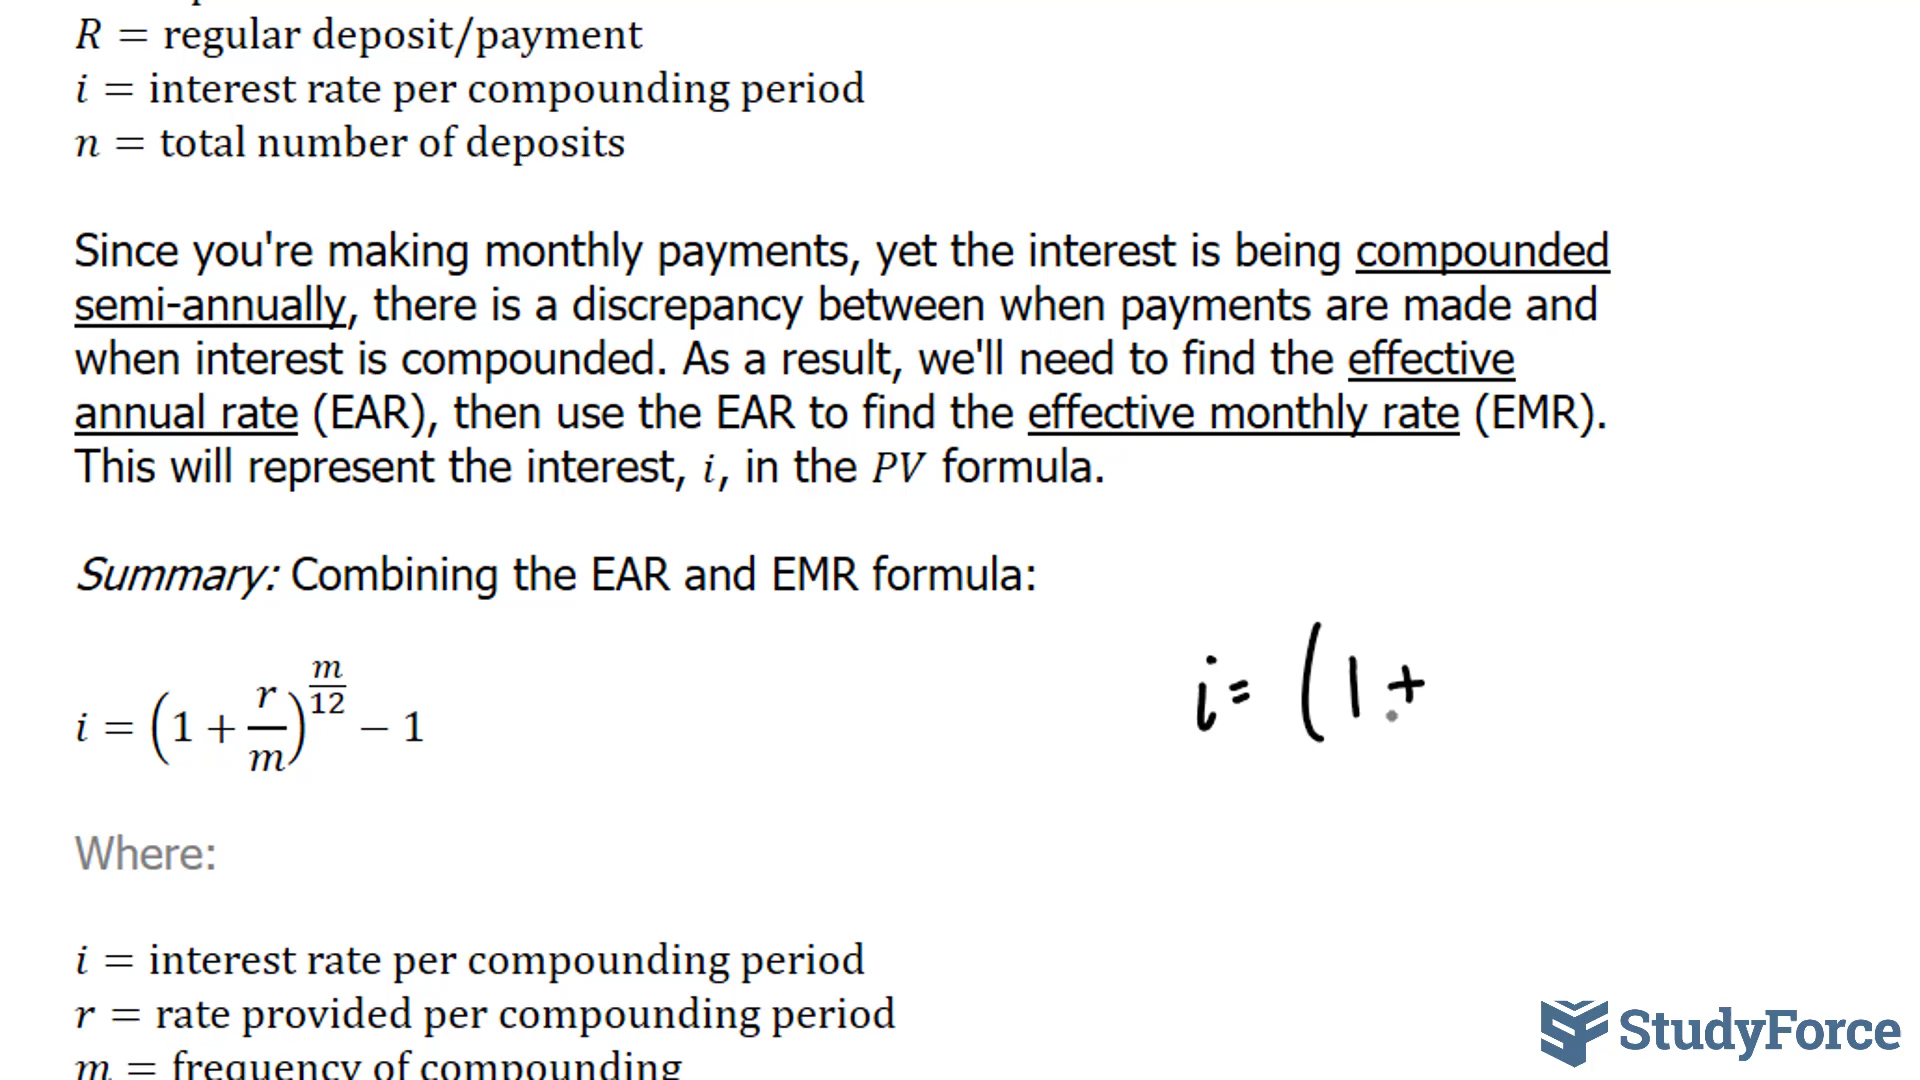 R = regular deposit/payment
i = interest rate per compounding period
n = total number of deposits
Since you're making monthly payments, yet the interest is being compounded
semi-annually, there is a discrepancy between when payments are made and
when interest is compounded. As a result, we'll need to find the effective
annual rate (EAR), then use the EAR to find the effective monthly rate (EMR).
This will represent the interest, i, in the PV formula.
Summary: Combining the EAR and EMR formula:
i = (1 + r/m)^(m/12) − 1
i = (1 +
Where:
i = interest rate per compounding period
r = rate provided per compounding period
m = frequency of compounding
StudyForce